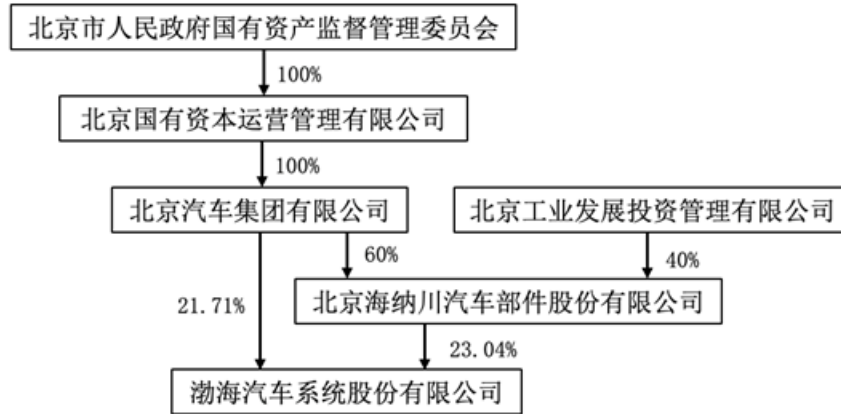 北京市人民政府国有资产监督管理委员会
100%
北京国有资本运营管理有限公司
100%
北京汽车集团有限公司
北京工业发展投资管理有限公司
60%
40%
北京海纳川汽车部件股份有限公司
21.71%
23.04%
渤海汽车系统股份有限公司